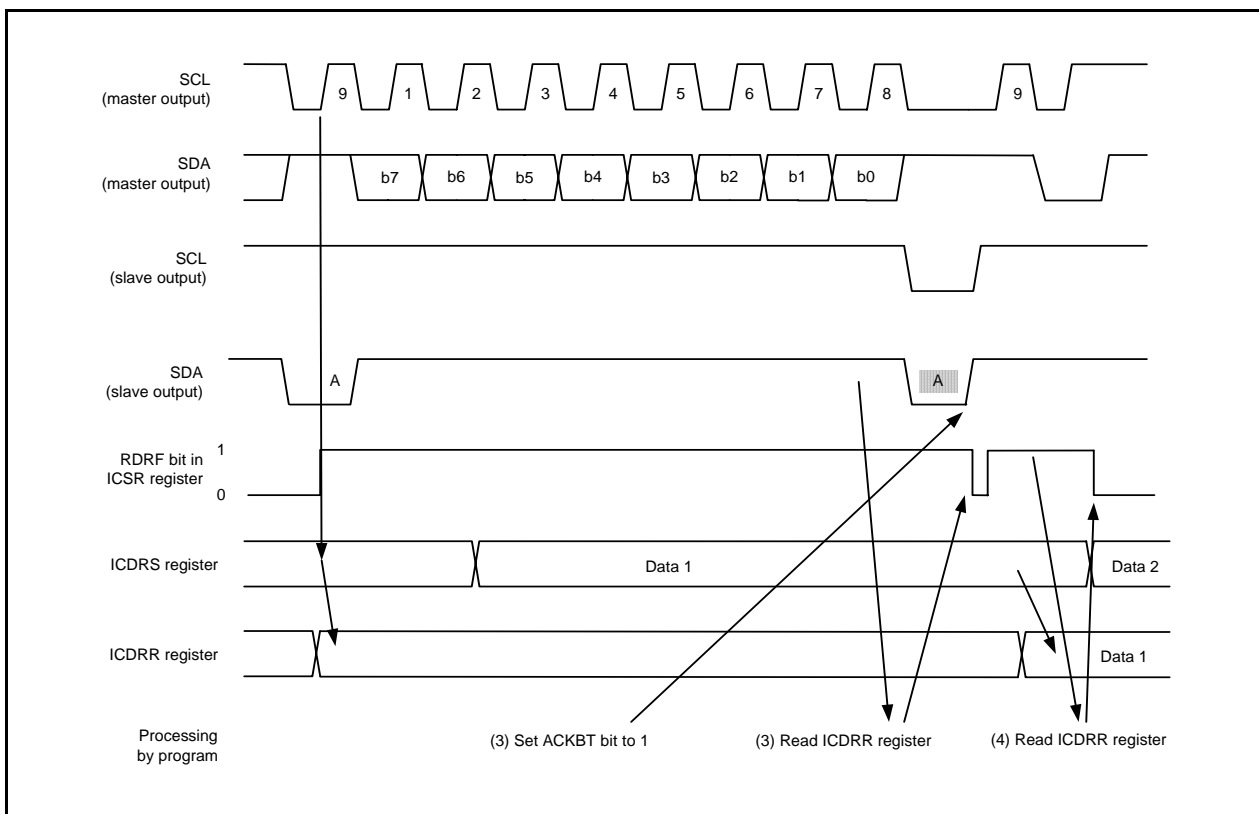 SCL
(master output)
9 1 2 3 4 5 6 7 8 9
SDA
(master output)
b7 b6 b5 b4 b3 b2 b1 b0
SCL
(slave output)
SDA
(slave output)
A A
RDRF bit in
ICSR register
1
0
ICDRS register
Data 1 Data 2
ICDRR register
Data 1
Processing
by program
(3) Set ACKBT bit to 1 (3) Read ICDRR register (4) Read ICDRR register